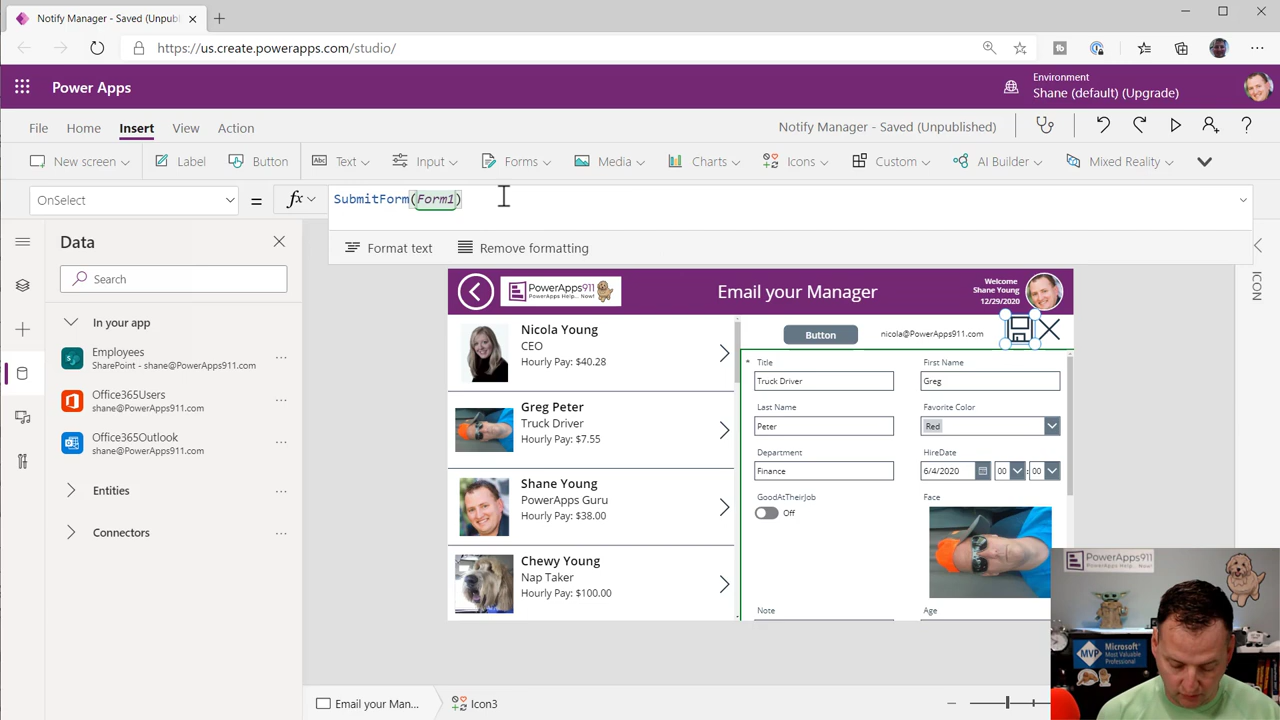 Notify Manager - Saved (Unpubli
https://us.create.powerapps.com/studio/
Power Apps
Environment
Shane (default) (Upgrade)
File Home Insert View Action
Notify Manager - Saved (Unpublished)
New screen Label Button Text Input Forms Media Charts Icons Custom AI Builder Mixed Reality
OnSelect = fx SubmitForm(Form1)
Format text Remove formatting
Data
Search
In your app
Employees
SharePoint - shane@PowerApps911.com
Office365Users
shane@PowerApps911.com
Office365Outlook
shane@PowerApps911.com
Entities
Connectors
ICON
PowerApps911
PowerApps Help... Now!
Email your Manager
Welcome
Shane Young
12/29/2020
Nicola Young
CEO
Hourly Pay: $40.28
Greg Peter
Truck Driver
Hourly Pay: $7.55
Shane Young
PowerApps Guru
Hourly Pay: $38.00
Chewy Young
Nap Taker
Hourly Pay: $100.00
Button nicola@PowerApps911.com
* Title First Name
Truck Driver Greg
Last Name Favorite Color
Peter Red
Department HireDate
Finance 6/4/2020 00 : 00
GoodAtTheirJob Face
Off
Note Age
PowerApps911
PowerApps Help... Now!
MVP Microsoft
Most Valuable
Professional
Email your Man... Icon3